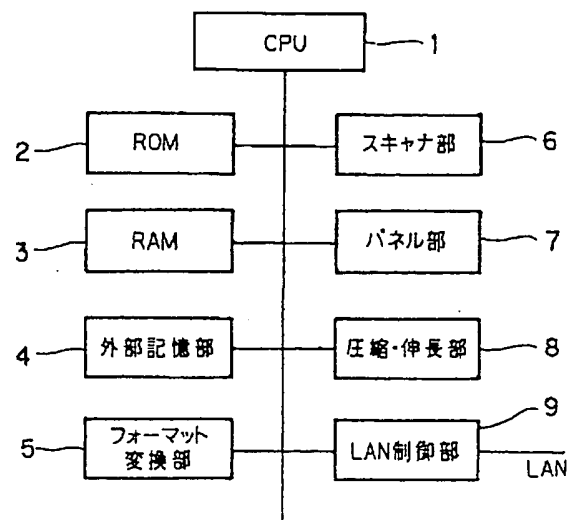 CPU
1
2
ROM
スキャナ部
6
3
RAM
パネル部
7
4
外部記憶部
圧縮・伸長部
8
5
フォーマット
変換部
LAN制御部
9
LAN